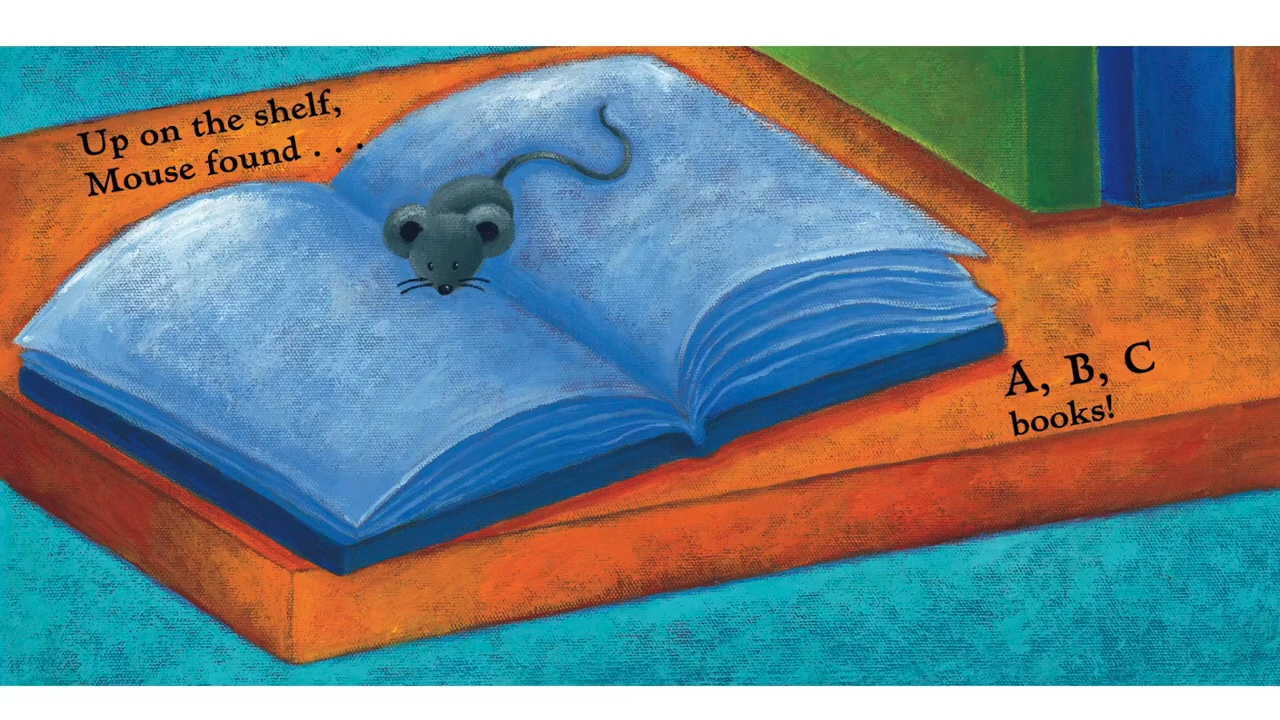 Up on the shelf,
Mouse found . . .
A, B, C
books!